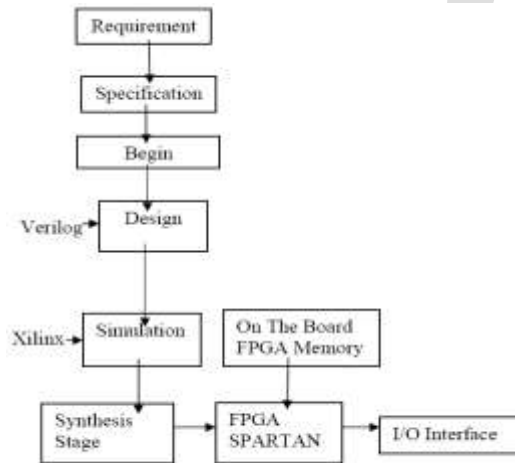 Requirement
Specification
Begin
Design
Verilog
Simulation
Xilinx
On The Board
FPGA Memory
Synthesis
Stage
FPGA
SPARTAN
I/O Interface